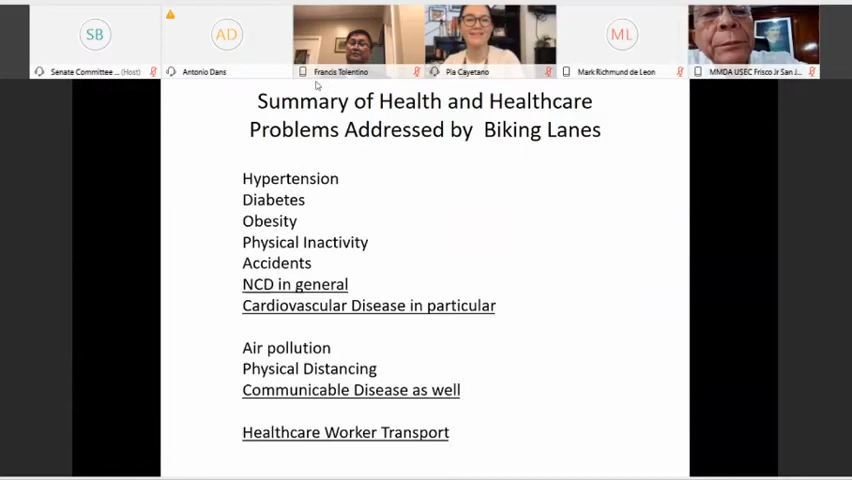 SB
AD
ML
Senate Committee ... (Host)
Antonio Dans
Francis Tolentino
Pia Cayetano
Mark Richmund de Leon
MMDA USEC Frisco Jr San J...
Summary of Health and Healthcare
Problems Addressed by Biking Lanes
Hypertension
Diabetes
Obesity
Physical Inactivity
Accidents
NCD in general
Cardiovascular Disease in particular
Air pollution
Physical Distancing
Communicable Disease as well
Healthcare Worker Transport